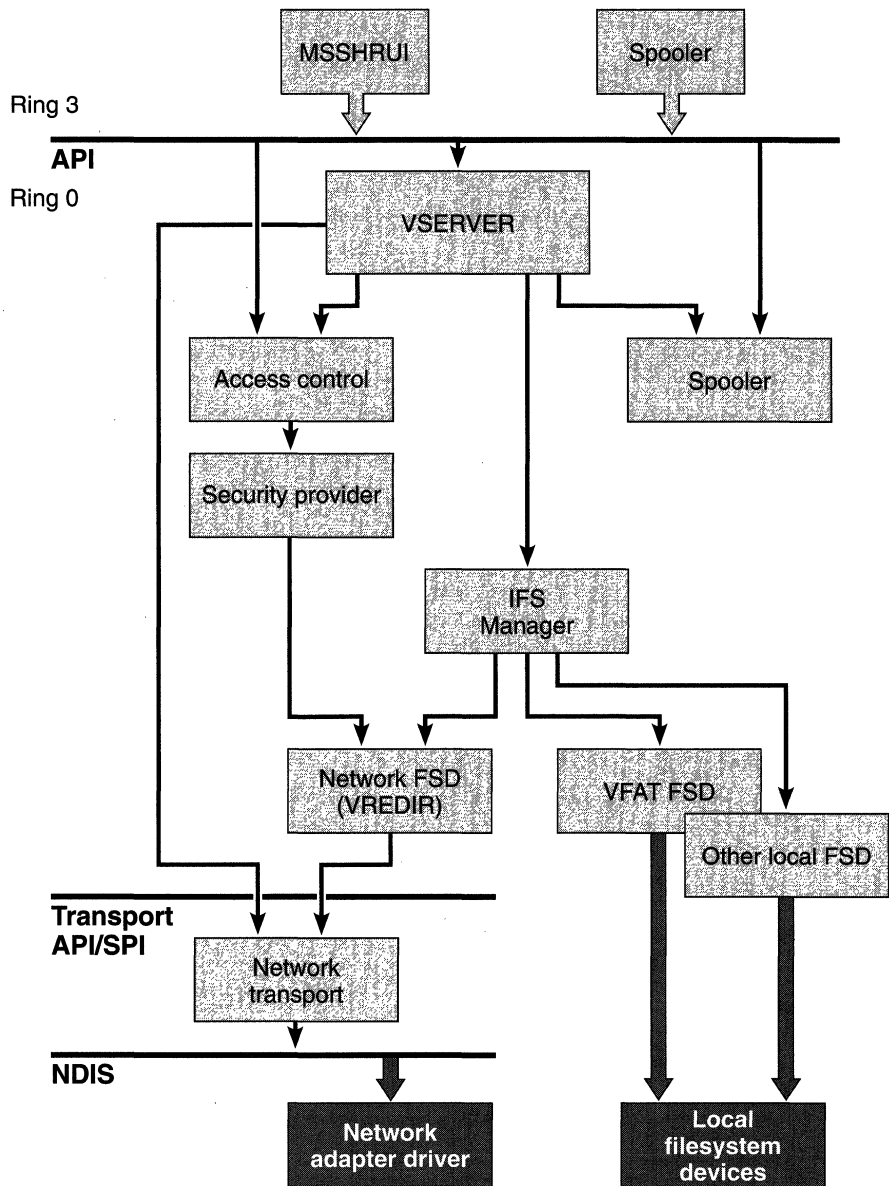 MSSHRUI
Spooler
Ring 3
API
Ring 0
VSERVER
Access control
Spooler
Security provider
IFS
Manager
Network FSD
(VREDIR)
VFAT FSD
Other local FSD
Transport
API/SPI
Network
transport
NDIS
Network
adapter driver
Local
filesystem
devices